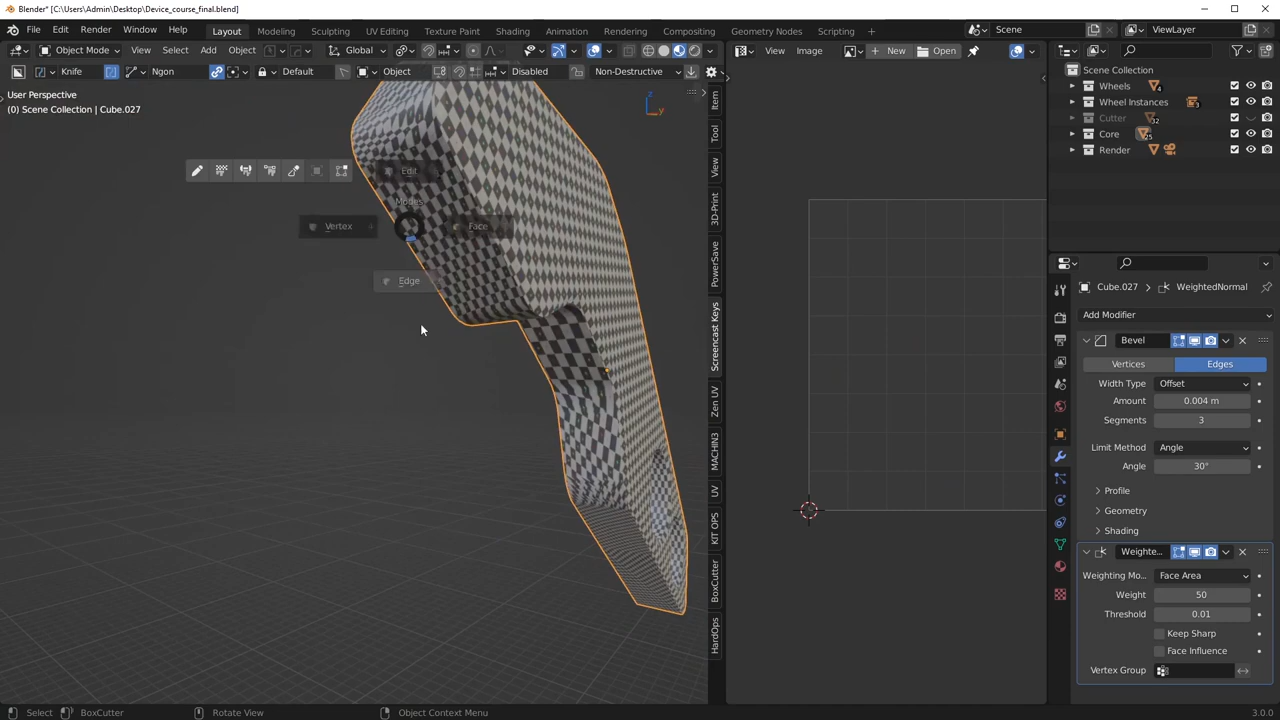 Blender* [C:\Users\Admin\Desktop\Device_course_final.blend]
File Edit Render Window Help Layout Modeling Sculpting UV Editing Texture Paint Shading Animation Rendering Compositing Geometry Nodes Scripting Scene ViewLayer
Object Mode View Select Add Object Global View Image New Open
Knife Ngon Default Object Disabled Non-Destructive
User Perspective
(0) Scene Collection | Cube.027
z
y
Edit
Modes
Vertex
Face
Edge
Item
Tool
View
3D-Print
PowerSave
Screencast Keys
Zen UV
MACHIN3
UV
KIT OPS
BoxCutter
HardOps
Scene Collection
Wheels 4
Wheel Instances 3
Cutter 32
Core 25
Render
Cube.027 WeightedNormal
Add Modifier
Bevel
Vertices Edges
Width Type Offset
Amount 0.004 m
Segments 3
Limit Method Angle
Angle 30°
Profile
Geometry
Shading
Weighte...
Weighting Mo... Face Area
Weight 50
Threshold 0.01
Keep Sharp
Face Influence
Vertex Group
Select BoxCutter Rotate View Object Context Menu 3.0.0